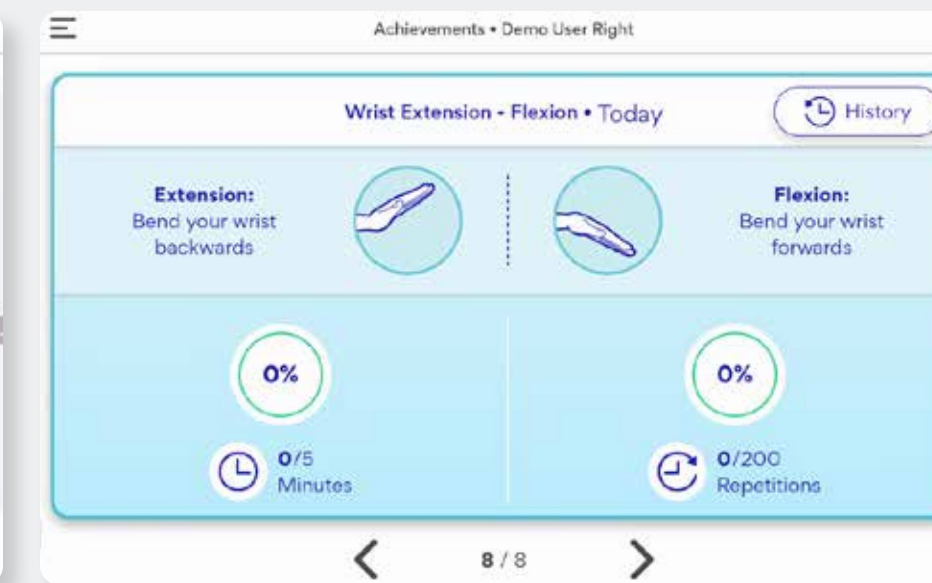 Achievements • Demo User Right
Wrist Extension - Flexion • Today
History
Extension:
Bend your wrist
backwards
Flexion:
Bend your wrist
forwards
0%
0/5
Minutes
0%
0/200
Repetitions
8 / 8